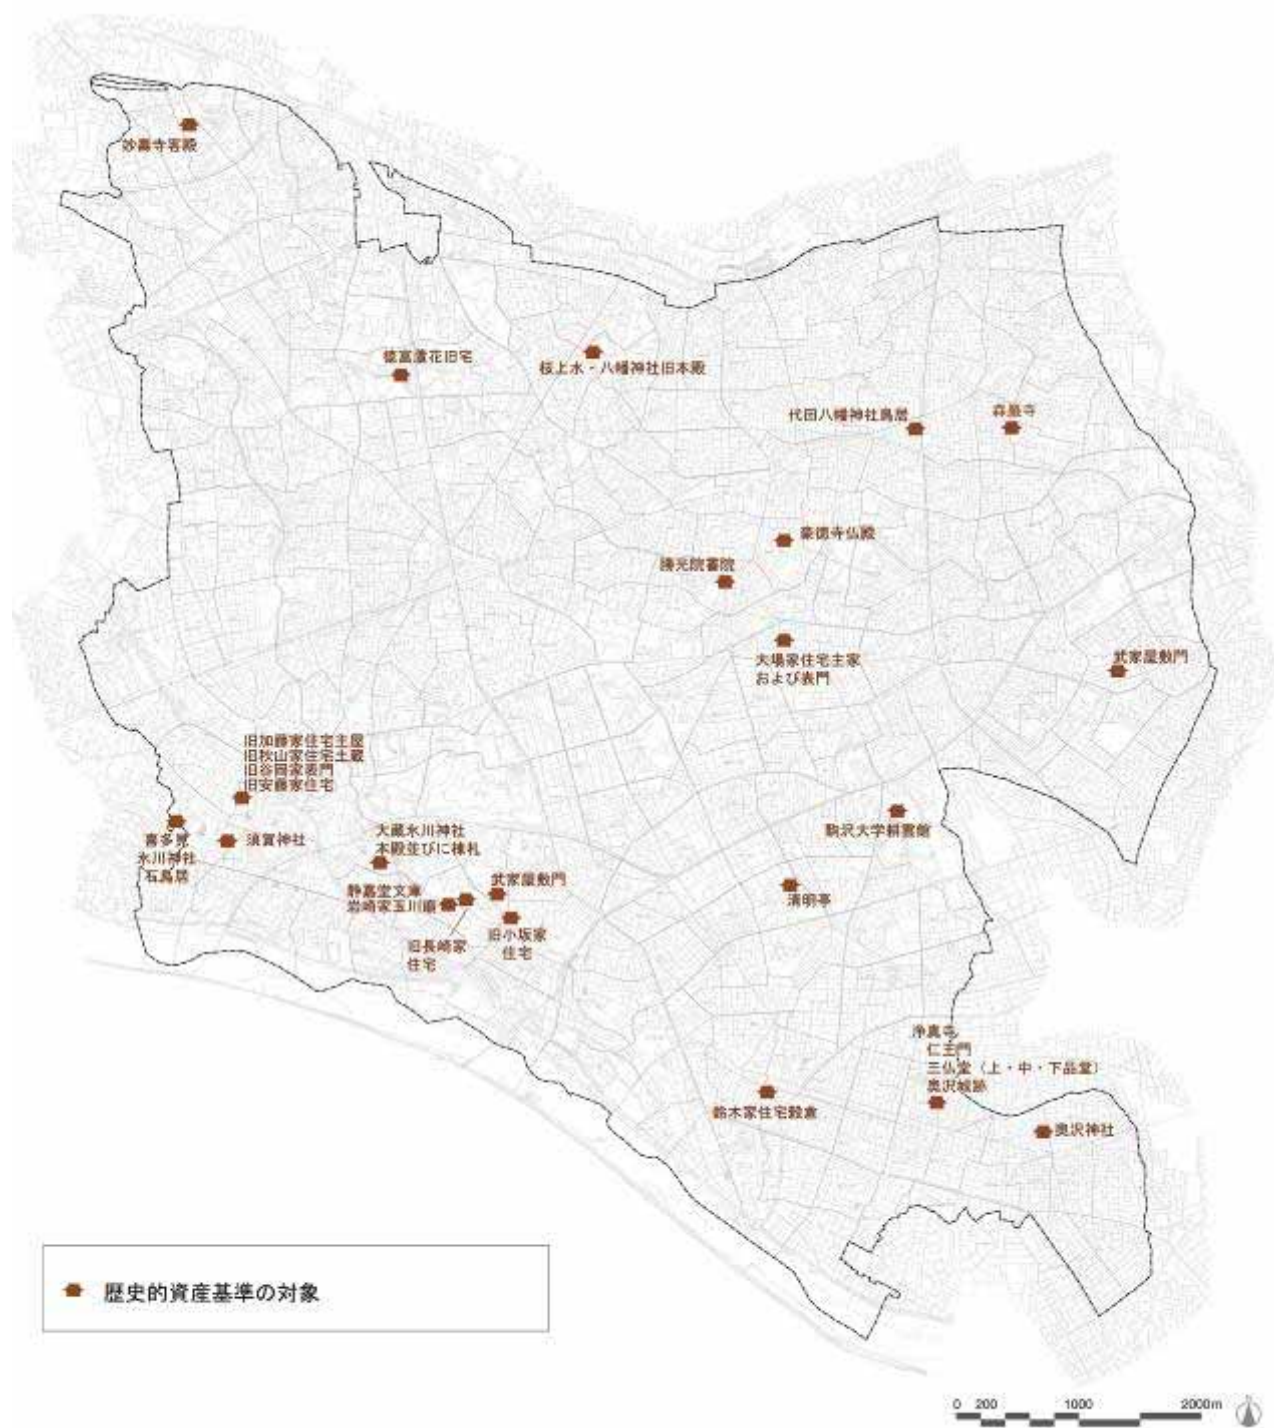 妙壽寺客殿
徳富蘆花旧宅
桜上水・八幡神社旧本殿
代田八幡神社鳥居
森巖寺
豪徳寺仏殿
勝光院書院
大場家住宅主家
および表門
武家屋敷門
旧加藤家住宅主屋
旧秋山家住宅土蔵
旧谷岡家表門
旧安藤家住宅
喜多見
氷川神社
石鳥居
須賀神社
大蔵氷川神社
本殿並びに棟札
静嘉堂文庫
岩崎家玉川廟
武家屋敷門
旧長崎家
住宅
旧小坂家
住宅
駒沢大学耕雲館
清明亭
浄真寺
仁王門
三仏堂（上・中・下品堂）
奥沢城跡
鈴木家住宅穀倉
奥沢神社
歴史的資産基準の対象
0 200 1000 2000m